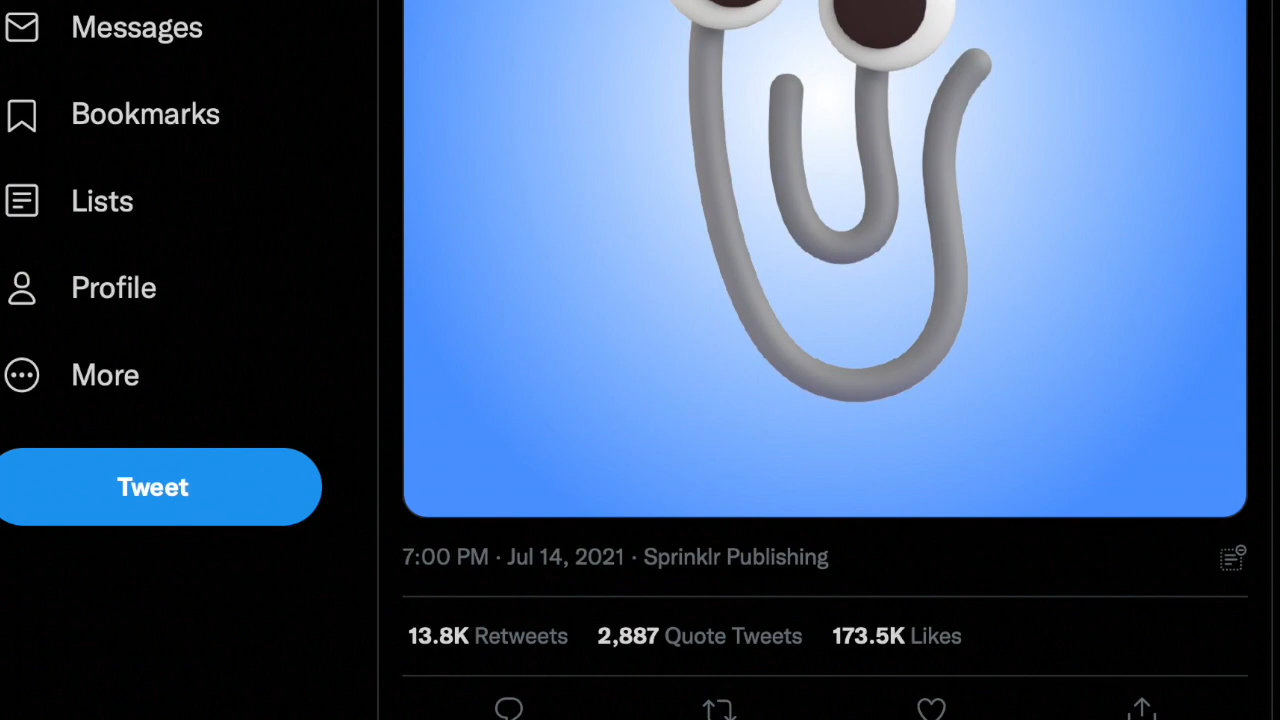 Messages
Bookmarks
Lists
Profile
More
Tweet
7:00 PM · Jul 14, 2021 · Sprinklr Publishing
13.8K Retweets 2,887 Quote Tweets 173.5K Likes